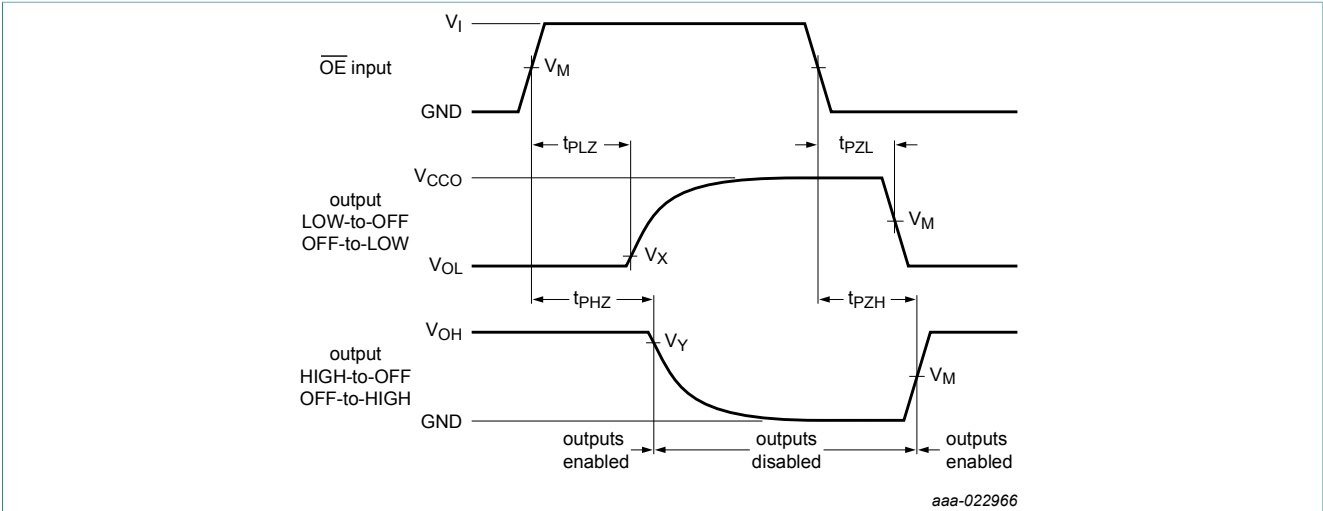 V_I
OE input
V_M
GND
t_PLZ
t_PZL
V_CCO
output
LOW-to-OFF
OFF-to-LOW
V_M
V_X
V_OL
t_PHZ
t_PZH
V_OH
output
HIGH-to-OFF
OFF-to-HIGH
V_Y
V_M
GND
outputs
enabled
outputs
disabled
outputs
enabled
aaa-022966